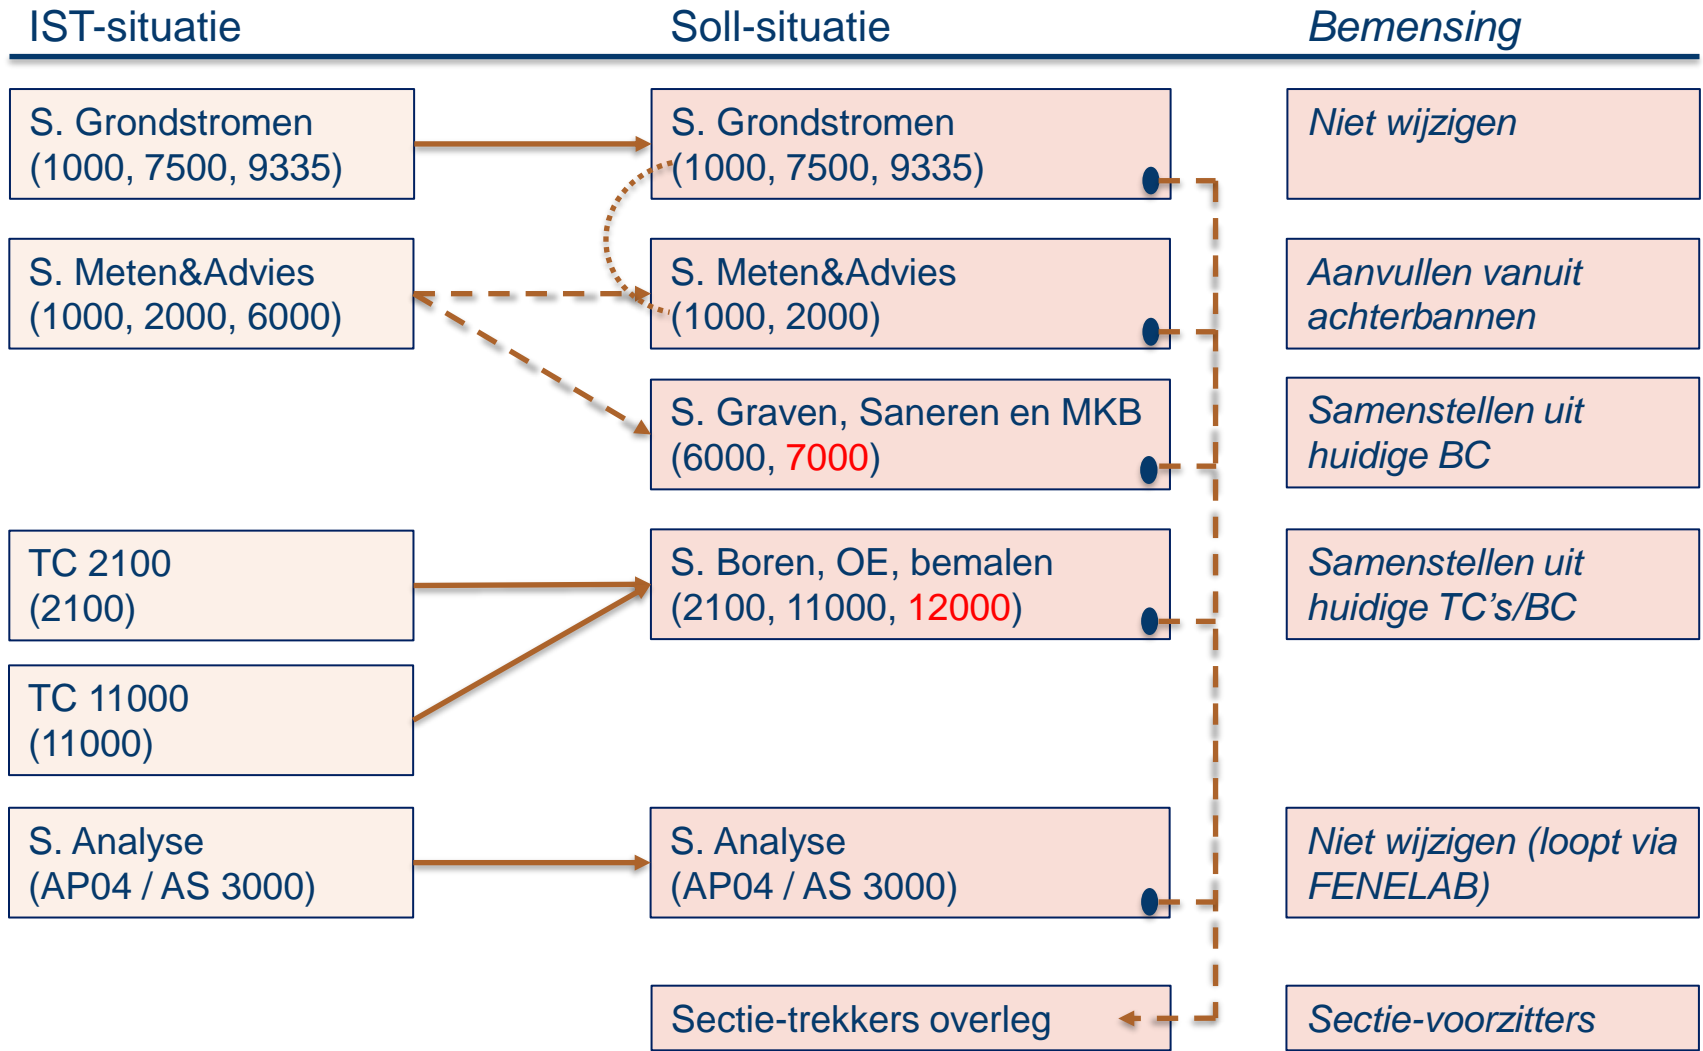 IST-situatie
Soll-situatie
Bemensing
S. Grondstromen
(1000, 7500, 9335)
S. Grondstromen
(1000, 7500, 9335)
Niet wijzigen
S. Meten&Advies
(1000, 2000, 6000)
S. Meten&Advies
(1000, 2000)
Aanvullen vanuit
achterbannen
S. Graven, Saneren en MKB
(6000, 7000)
Samenstellen uit
huidige BC
TC 2100
(2100)
S. Boren, OE, bemalen
(2100, 11000, 12000)
Samenstellen uit
huidige TC’s/BC
TC 11000
(11000)
S. Analyse
(AP04 / AS 3000)
S. Analyse
(AP04 / AS 3000)
Niet wijzigen (loopt via
FENELAB)
Sectie-trekkers overleg
Sectie-voorzitters